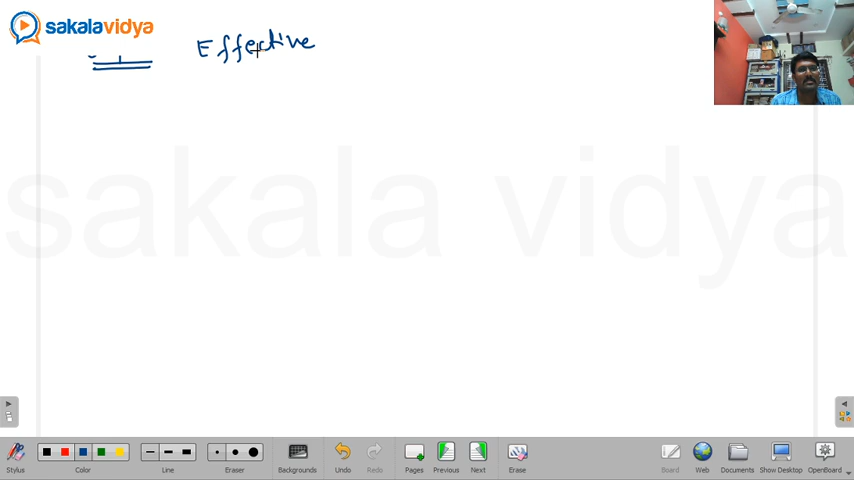 sakalavidya
Effective
sakala vidya
Stylus Color Line Eraser Backgrounds Undo Redo Pages Previous Next Erase Board Web Documents Show Desktop OpenBoard